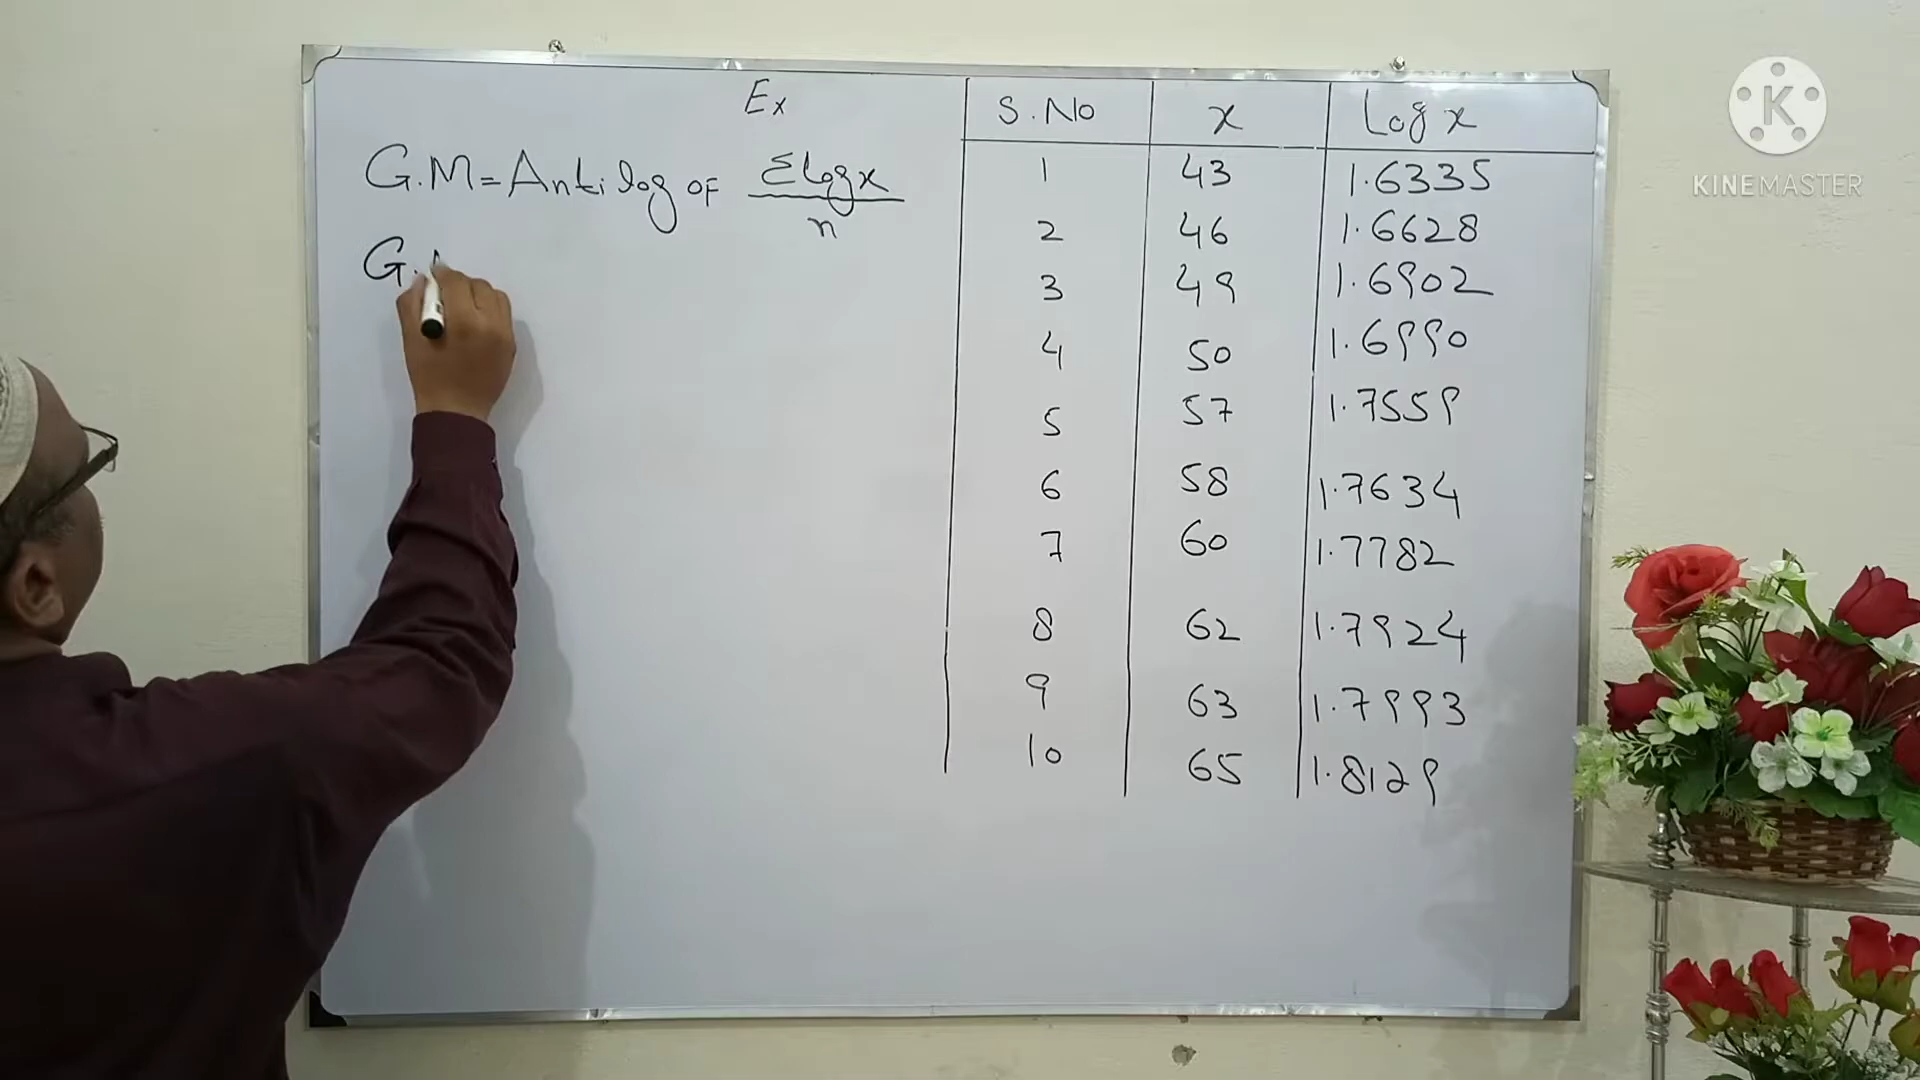 Ex
G.M = Antilog of Σ Log x / n
G.
S.No x Log x
1 43 1.6335
2 46 1.6628
3 49 1.6902
4 50 1.6990
5 57 1.7559
6 58 1.7634
7 60 1.7782
8 62 1.7924
9 63 1.7993
10 65 1.8129
K
KINEMASTER